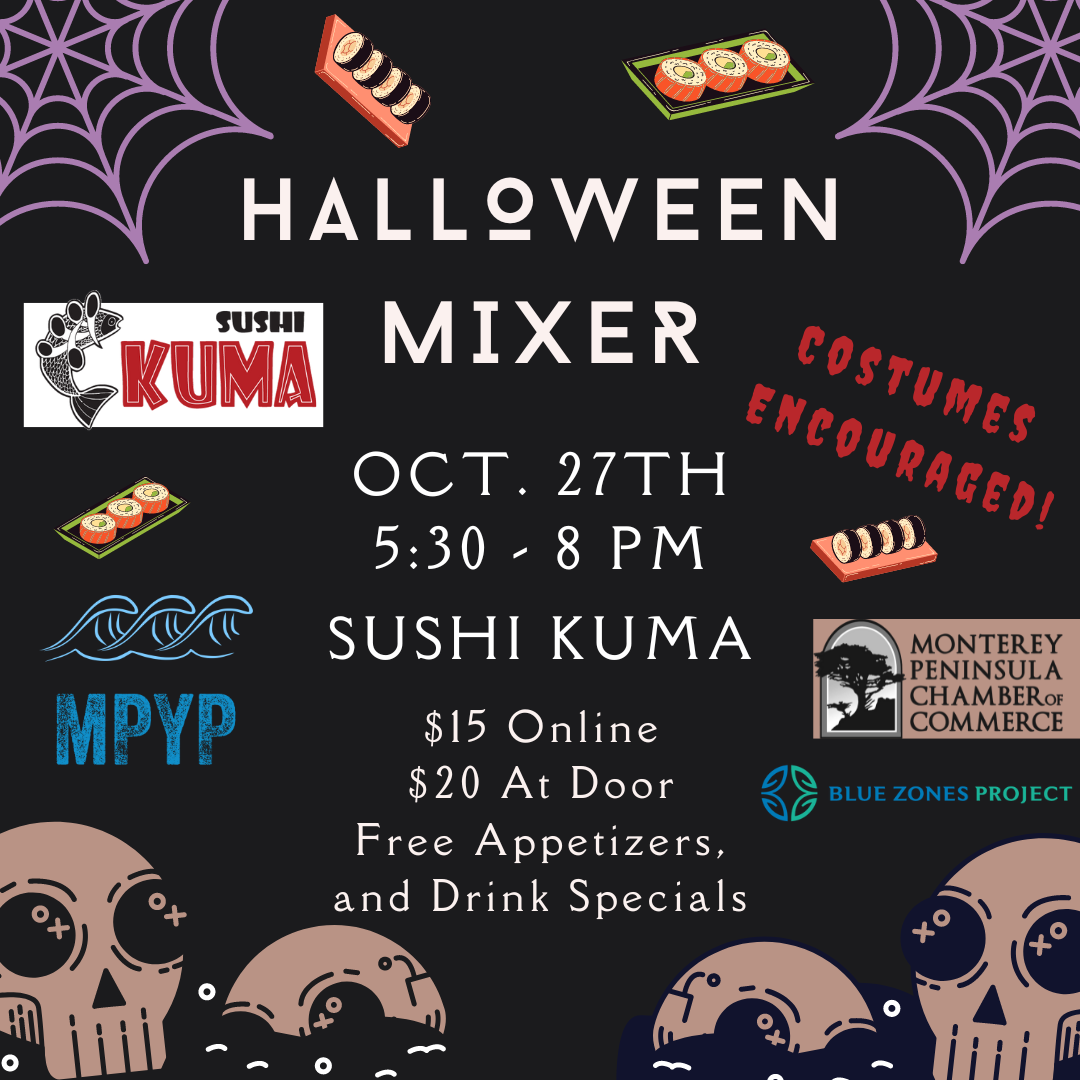 HALLOWEEN
MIXER
SUSHI
KUMA
COSTUMES
ENCOURAGED!
OCT. 27TH
5:30 - 8 PM
SUSHI KUMA
MPYP
MONTEREY
PENINSULA
CHAMBER OF
COMMERCE
$15 Online
$20 At Door
BLUE ZONES PROJECT
Free Appetizers,
and Drink Specials